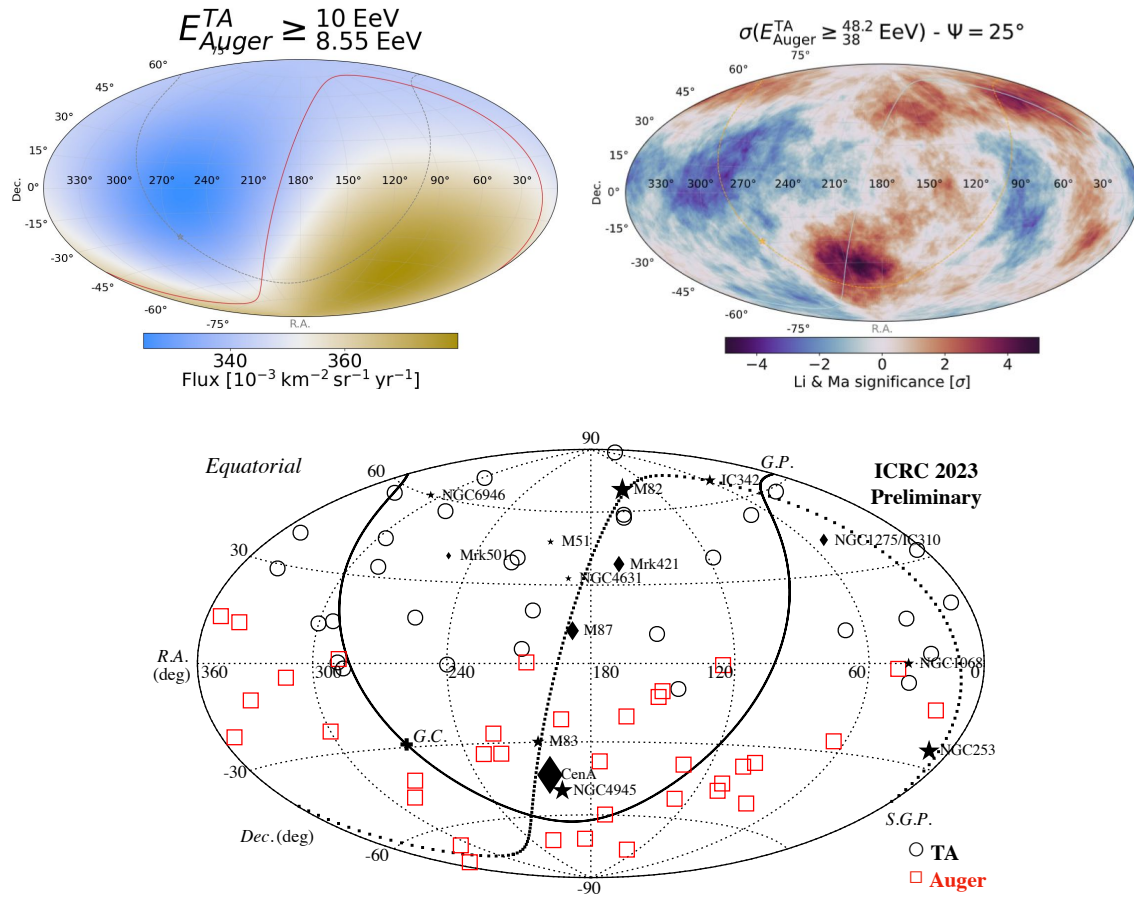 E^TA_Auger ≥ 10 EeV 8.55 EeV
75°
60°
45°
30°
15°
0°
-15°
-30°
-45°
-60°
-75°
Dec.
330° 300° 270° 240° 210° 180° 150° 120° 90° 60° 30°
R.A.
340 360
Flux [10⁻³ km⁻² sr⁻¹ yr⁻¹]
σ(E^TA_Auger ≥ 48.2 38 EeV) - Ψ = 25°
75°
60°
45°
30°
15°
0°
-15°
-30°
-45°
-60°
-75°
Dec.
330° 300° 270° 240° 210° 180° 150° 120° 90° 60° 30°
R.A.
−4 −2 0 2 4
Li & Ma significance [σ]
Equatorial
90
G.P.
ICRC 2023
Preliminary
60
NGC6946
M82
IC342
M51
NGC1275/IC310
30
Mrk501
Mrk421
NGC4631
M87
R.A.
(deg)
360 300 240 180 120 60 0
NGC1068
G.C.
M83
NGC253
-30
CenA
NGC4945
S.G.P.
Dec. (deg)
-60
-90
TA
Auger